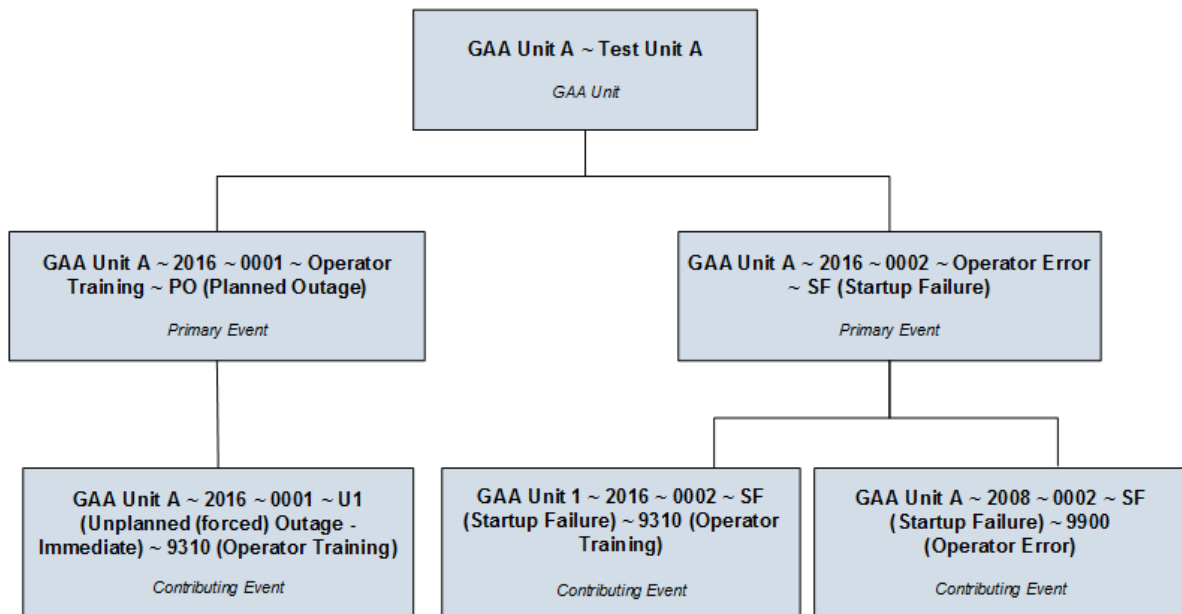 GAA Unit A ~ Test Unit A
GAA Unit
GAA Unit A ~ 2016 ~ 0001 ~ Operator
Training ~ PO (Planned Outage)
Primary Event
GAA Unit A ~ 2016 ~ 0002 ~ Operator Error
~ SF (Startup Failure)
Primary Event
GAA Unit A ~ 2016 ~ 0001 ~ U1
(Unplanned (forced) Outage -
Immediate) ~ 9310 (Operator Training)
Contributing Event
GAA Unit 1 ~ 2016 ~ 0002 ~ SF
(Startup Failure) ~ 9310 (Operator
Training)
Contributing Event
GAA Unit A ~ 2008 ~ 0002 ~ SF
(Startup Failure) ~ 9900
(Operator Error)
Contributing Event